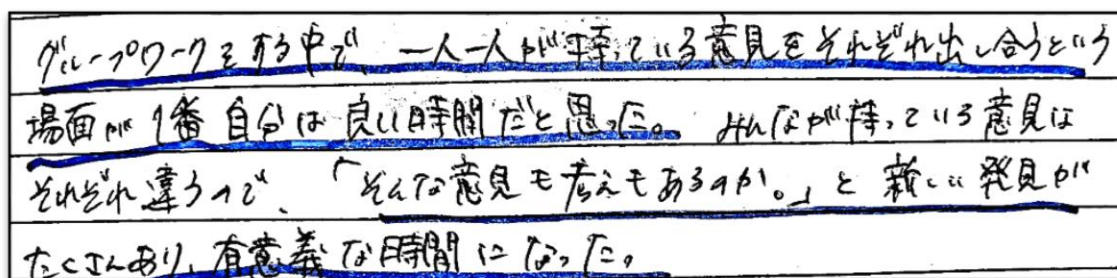 グループワークをする中で、一人一人が持っている意見をそれぞれ出し合うという
場面が1番自分は良い時間だと思った。みんなが持っている意見は
それぞれ違うので、「そんな意見も考えもあるのか。」と新しい発見が
たくさんあり、有意義な時間になった。